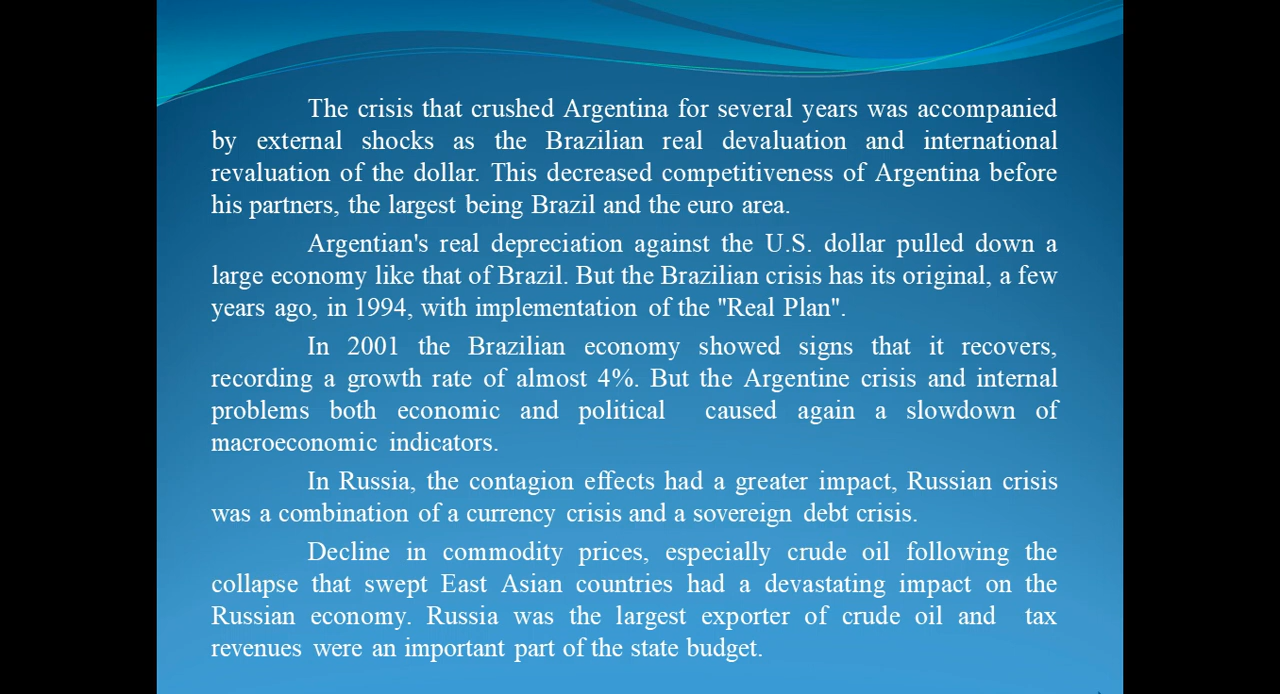 The crisis that crushed Argentina for several years was accompanied
by external shocks as the Brazilian real devaluation and international
revaluation of the dollar. This decreased competitiveness of Argentina before
his partners, the largest being Brazil and the euro area.
Argentian's real depreciation against the U.S. dollar pulled down a
large economy like that of Brazil. But the Brazilian crisis has its original, a few
years ago, in 1994, with implementation of the "Real Plan".
In 2001 the Brazilian economy showed signs that it recovers,
recording a growth rate of almost 4%. But the Argentine crisis and internal
problems both economic and political caused again a slowdown of
macroeconomic indicators.
In Russia, the contagion effects had a greater impact, Russian crisis
was a combination of a currency crisis and a sovereign debt crisis.
Decline in commodity prices, especially crude oil following the
collapse that swept East Asian countries had a devastating impact on the
Russian economy. Russia was the largest exporter of crude oil and tax
revenues were an important part of the state budget.